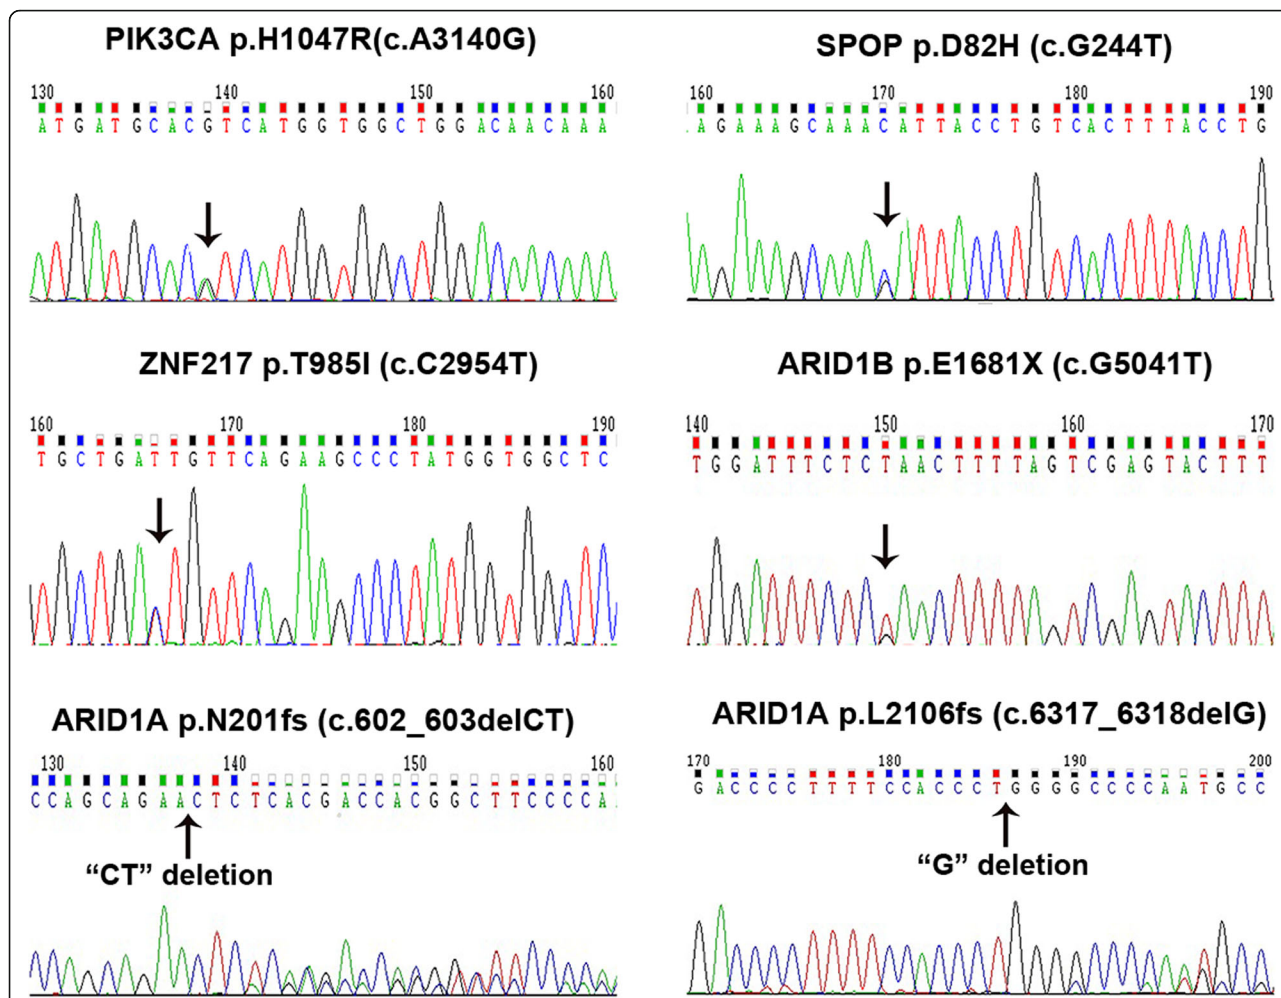 PIK3CA p.H1047R(c.A3140G)
130 140 150 160
A T G A T G C A C G T C A T G G T G G C T G G A C A A C A A A
SPOP p.D82H (c.G244T)
160 170 180 190
A G A A A G C A A A C A T T A C C T G T C A C T T T A C C T G
ZNF217 p.T985I (c.C2954T)
160 170 180 190
T G C T G A T T G T T C A G A A G C C C T A T G G T G G C T C
ARID1B p.E1681X (c.G5041T)
140 150 160 170
T G G A T T T C T C T A A C T T T T A G T C G A G T A C T T T
ARID1A p.N201fs (c.602_603delCT)
130 140 150 160
C C A G C A G A A C T C T C A C G A C C A C G G C T T C C C C A
“CT” deletion
ARID1A p.L2106fs (c.6317_6318delG)
170 180 190 200
G A C C C C T T T T C C A C C C T G G G G C C C C A A T G C C
“G” deletion